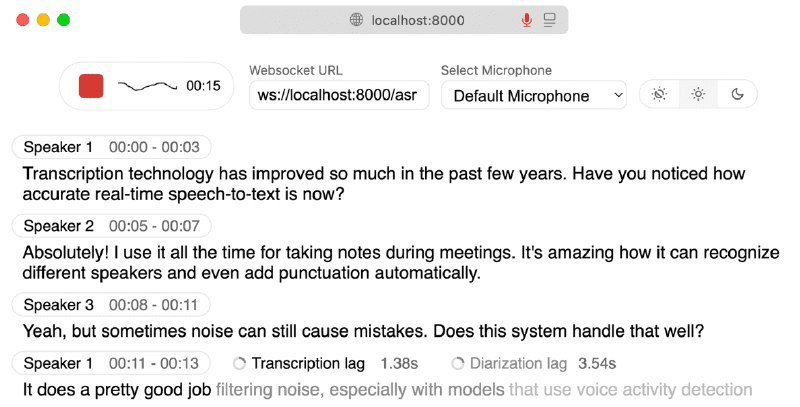 localhost:8000
00:15
Websocket URL
ws://localhost:8000/asr
Select Microphone
Default Microphone
Speaker 1 00:00 - 00:03
Transcription technology has improved so much in the past few years. Have you noticed how
accurate real-time speech-to-text is now?
Speaker 2 00:05 - 00:07
Absolutely! I use it all the time for taking notes during meetings. It's amazing how it can recognize
different speakers and even add punctuation automatically.
Speaker 3 00:08 - 00:11
Yeah, but sometimes noise can still cause mistakes. Does this system handle that well?
Speaker 1 00:11 - 00:13 Transcription lag 1.38s Diarization lag 3.54s
It does a pretty good job filtering noise, especially with models that use voice activity detection